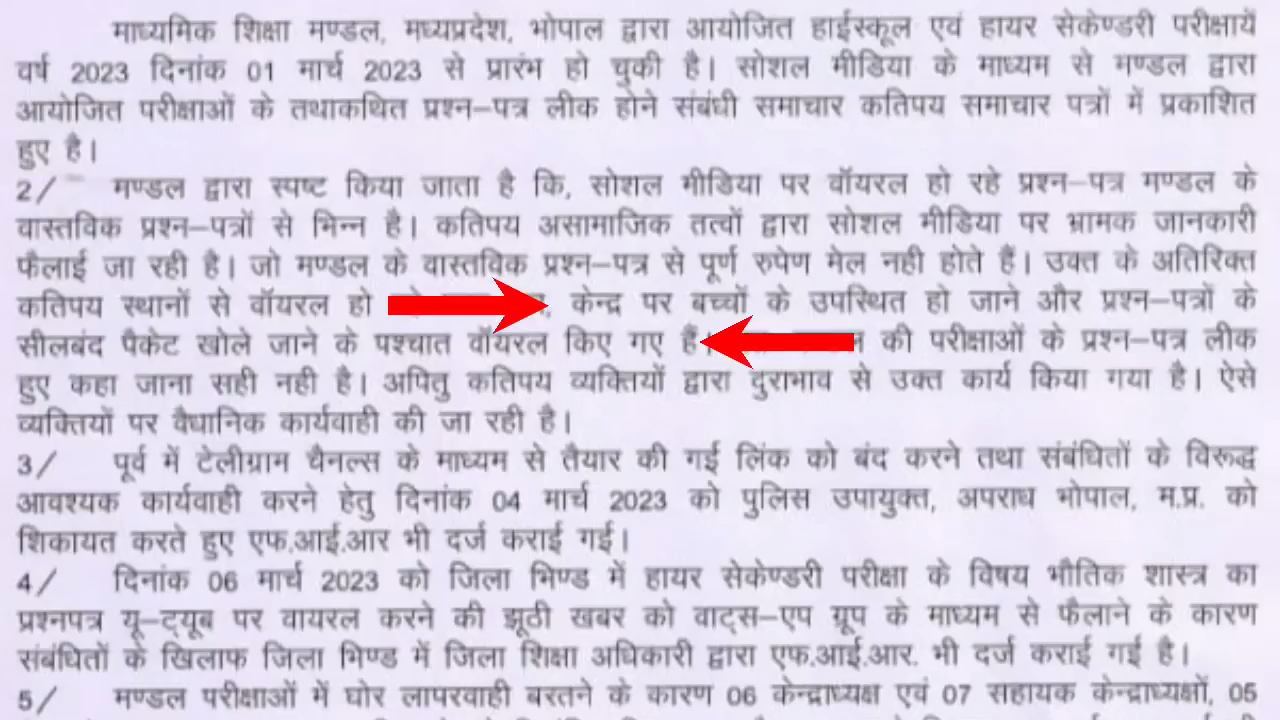 माध्यमिक शिक्षा मण्डल, मध्यप्रदेश, भोपाल द्वारा आयोजित हाईस्कूल एवं हायर सेकेण्डरी परीक्षायें
वर्ष 2023 दिनांक 01 मार्च 2023 से प्रारंभ हो चुकी है। सोशल मीडिया के माध्यम से मण्डल द्वारा
आयोजित परीक्षाओं के तथाकथित प्रश्न-पत्र लीक होने संबंधी समाचार कतिपय समाचार पत्रों में प्रकाशित
हुए है।
2/ मण्डल द्वारा स्पष्ट किया जाता है कि, सोशल मीडिया पर वॉयरल हो रहे प्रश्न-पत्र मण्डल के
वास्तविक प्रश्न-पत्रों से भिन्न है। कतिपय असामाजिक तत्वों द्वारा सोशल मीडिया पर भ्रामक जानकारी
फैलाई जा रही है। जो मण्डल के वास्तविक प्रश्न-पत्र से पूर्ण रुपेण मेल नही होते हैं। उक्त के अतिरिक्त
कतिपय स्थानों से वॉयरल हो केन्द्र पर बच्चों के उपस्थित हो जाने और प्रश्न-पत्रों के
सीलबंद पैकेट खोले जाने के पश्चात वॉयरल किए गए हैं। की परीक्षाओं के प्रश्न-पत्र लीक
हुए कहा जाना सही नही है। अपितु कतिपय व्यक्तियों द्वारा दुराभाव से उक्त कार्य किया गया है। ऐसे
व्यक्तियों पर वैधानिक कार्यवाही की जा रही है।
3/ पूर्व में टेलीग्राम चैनल्स के माध्यम से तैयार की गई लिंक को बंद करने तथा संबंधितों के विरूद्ध
आवश्यक कार्यवाही करने हेतु दिनांक 04 मार्च 2023 को पुलिस उपायुक्त, अपराध भोपाल, म.प्र. को
शिकायत करते हुए एफ.आई.आर भी दर्ज कराई गई।
4/ दिनांक 06 मार्च 2023 को जिला भिण्ड में हायर सेकेण्डरी परीक्षा के विषय भौतिक शास्त्र का
प्रश्नपत्र यू-ट्यूब पर वायरल करने की झूठी खबर को वाट्स-एप ग्रूप के माध्यम से फैलाने के कारण
संबंधितों के खिलाफ जिला भिण्ड में जिला शिक्षा अधिकारी द्वारा एफ.आई.आर. भी दर्ज कराई गई है।
5/ मण्डल परीक्षाओं में घोर लापरवाही बरतने के कारण 06 केन्द्राध्यक्ष एवं 07 सहायक केन्द्राध्यक्षों, 05